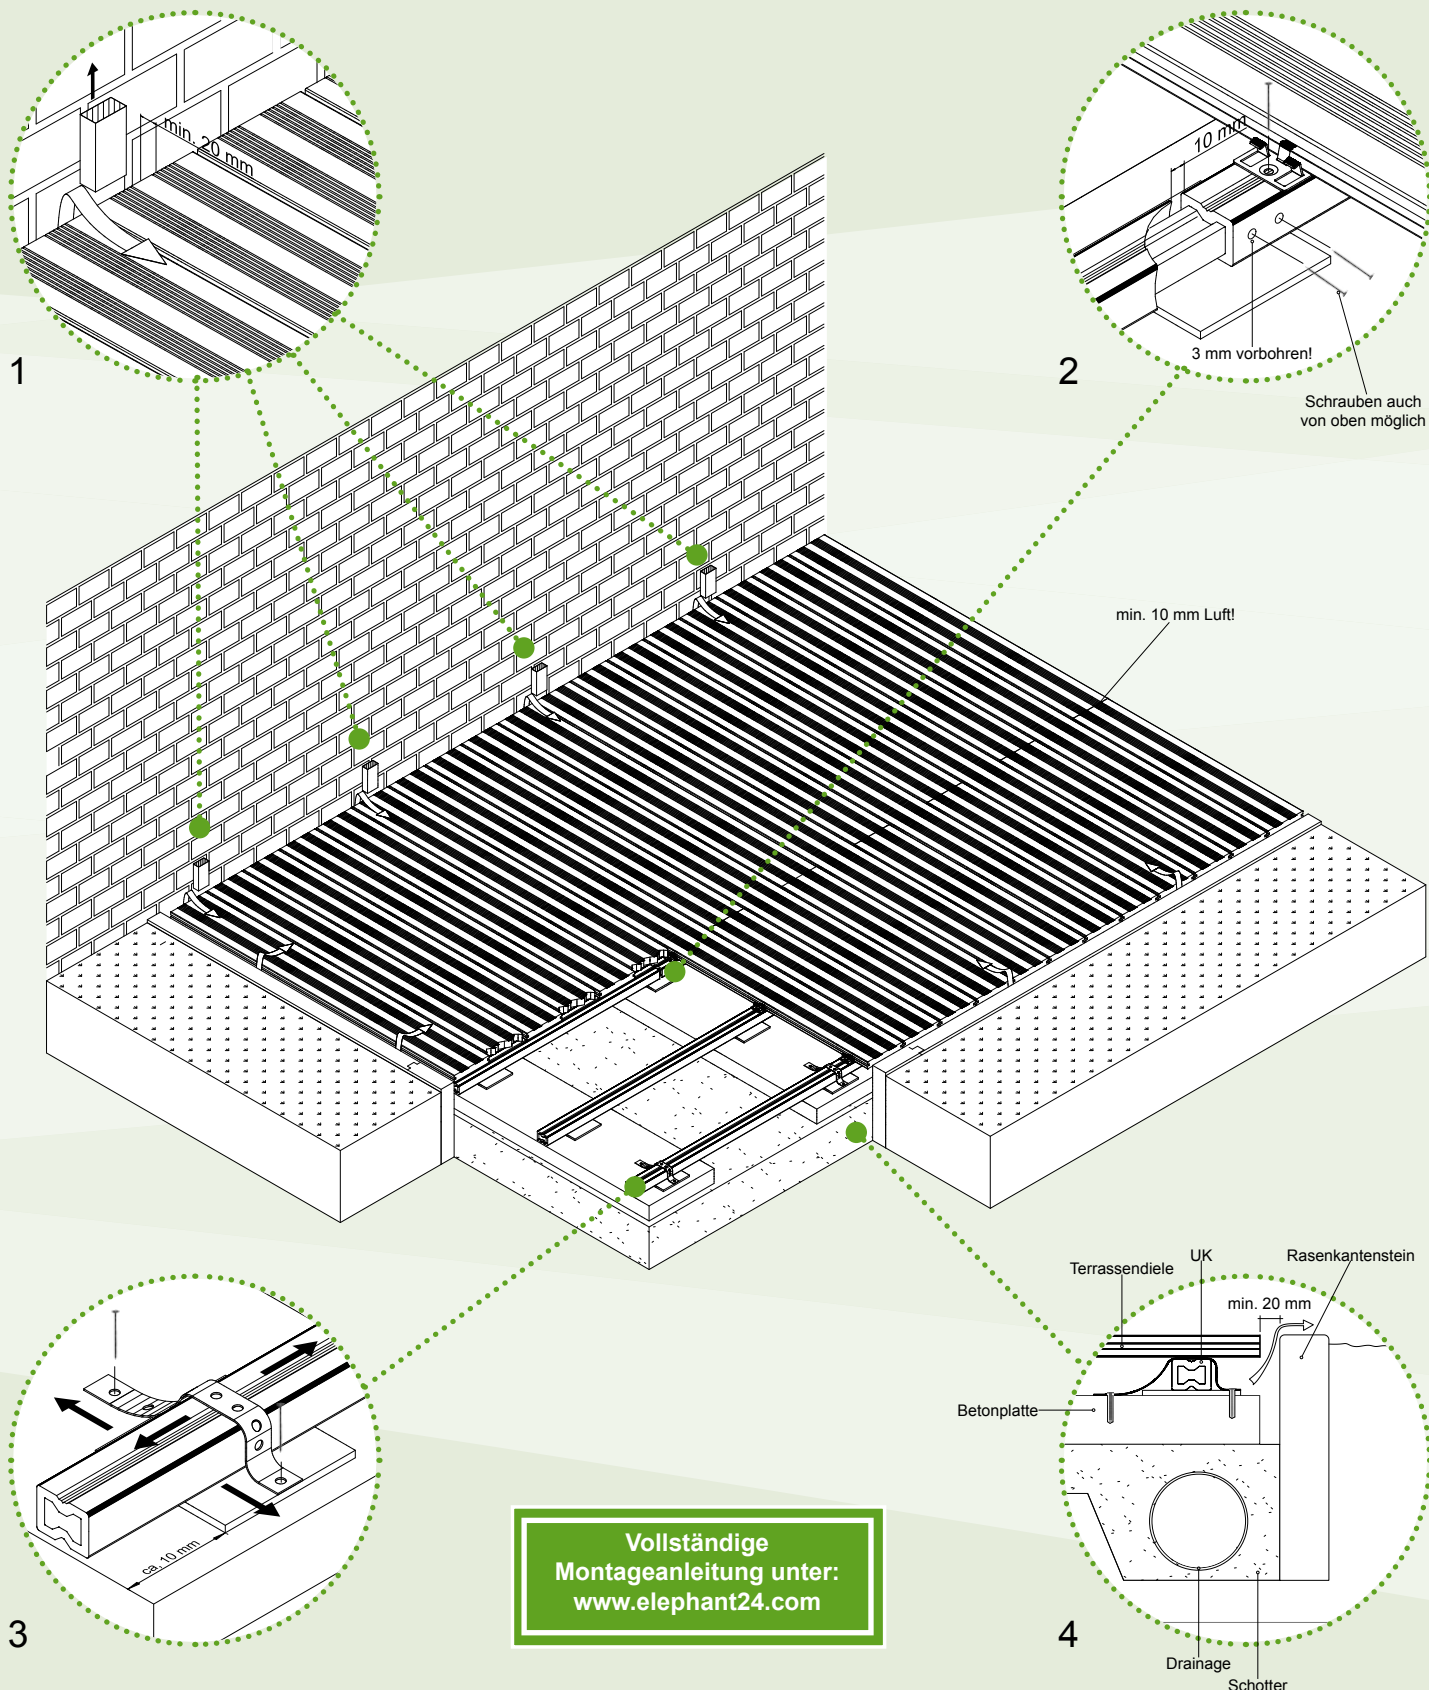 min. 20 mm
1
10 mm
3 mm vorbohren!
2
Schrauben auch
von oben möglich
min. 10 mm Luft!
ca. 10 mm
3
Vollständige
Montageanleitung unter:
www.elephant24.com
UK
Rasenkantenstein
Terrassendiele
min. 20 mm
Betonplatte
4
Drainage
Schotter